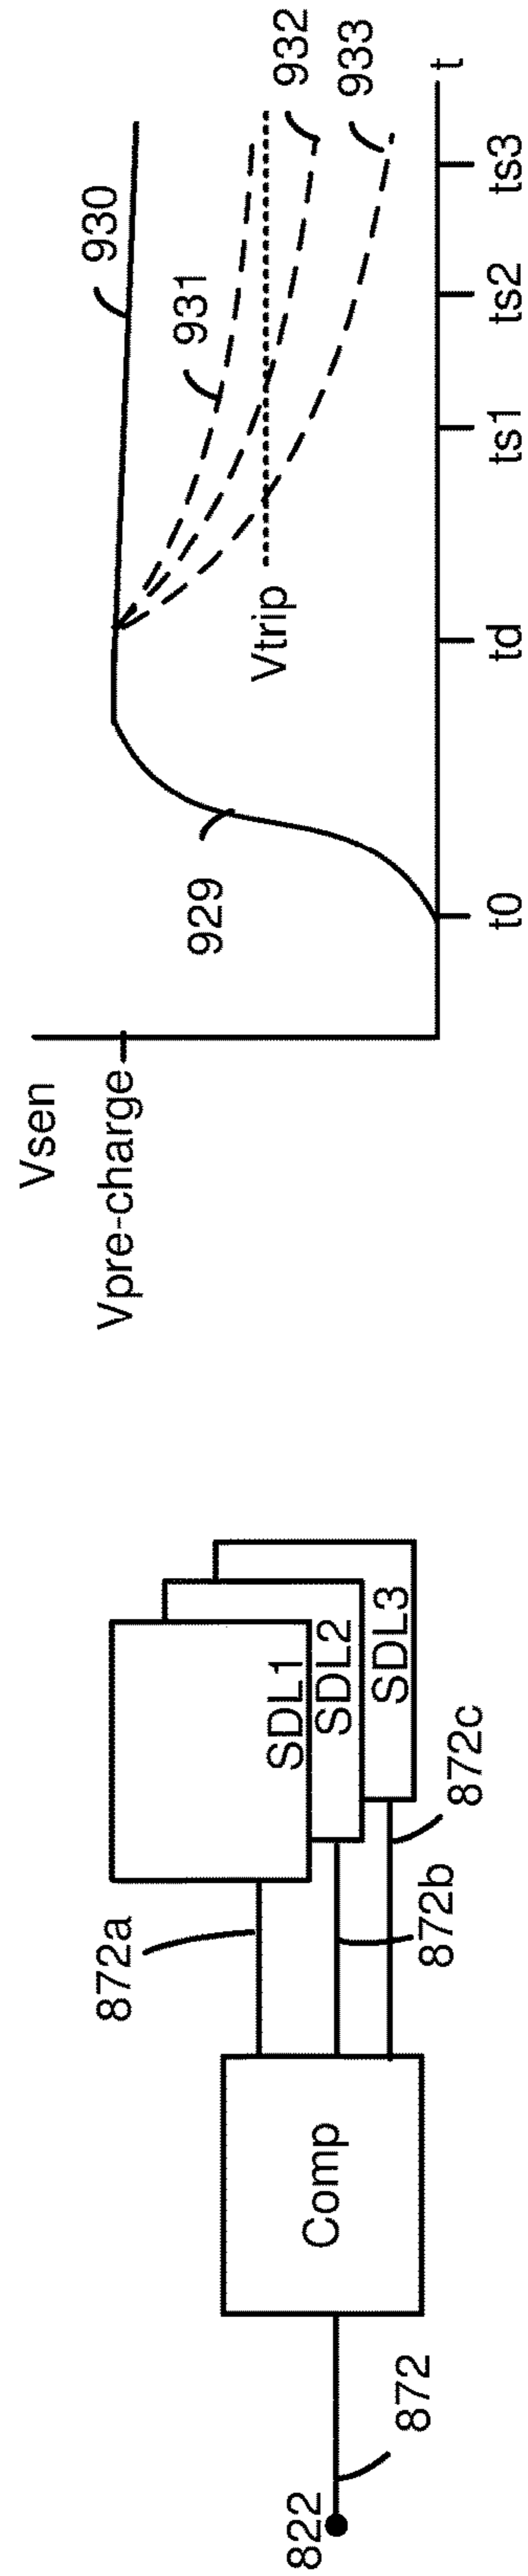 822
872
Comp
872a
872b
872c
SDL1
SDL2
SDL3
Vsen
Vpre-charge
929
930
931
932
933
Vtrip
t0
td
ts1
ts2
ts3
t